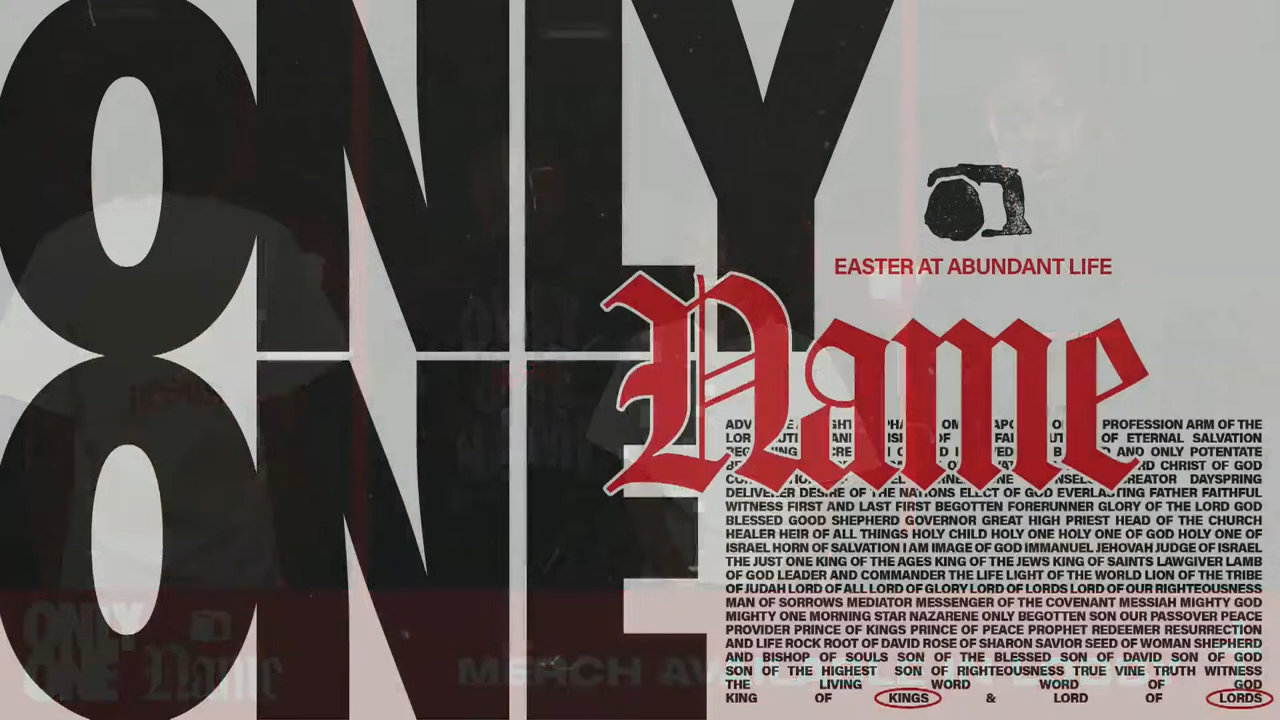 ONLY
ONE
EASTER AT ABUNDANT LIFE
Name
PROFESSION ARM OF THE
OF ETERNAL SALVATION
AND ONLY POTENTATE
CHRIST OF GOD
CREATOR DAYSPRING
DELIVERER DESIRE OF THE NATIONS ELECT OF GOD EVERLASTING FATHER FAITHFUL
WITNESS FIRST AND LAST FIRST BEGOTTEN FORERUNNER GLORY OF THE LORD GOD
BLESSED GOOD SHEPHERD GOVERNOR GREAT HIGH PRIEST HEAD OF THE CHURCH
HEALER HEIR OF ALL THINGS HOLY CHILD HOLY ONE HOLY ONE OF GOD HOLY ONE OF
ISRAEL HORN OF SALVATION I AM IMAGE OF GOD IMMANUEL JEHOVAH JUDGE OF ISRAEL
THE JUST ONE KING OF THE AGES KING OF THE JEWS KING OF SAINTS LAWGIVER LAMB
OF GOD LEADER AND COMMANDER THE LIFE LIGHT OF THE WORLD LION OF THE TRIBE
OF JUDAH LORD OF ALL LORD OF GLORY LORD OF LORDS LORD OF OUR RIGHTEOUSNESS
MAN OF SORROWS MEDIATOR MESSENGER OF THE COVENANT MESSIAH MIGHTY GOD
MIGHTY ONE MORNING STAR NAZARENE ONLY BEGOTTEN SON OUR PASSOVER PEACE
PROVIDER PRINCE OF KINGS PRINCE OF PEACE PROPHET REDEEMER RESURRECTION
AND LIFE ROCK ROOT OF DAVID ROSE OF SHARON SAVIOR SEED OF WOMAN SHEPHERD
AND BISHOP OF SOULS SON OF THE BLESSED SON OF DAVID SON OF GOD
SON OF THE HIGHEST SON OF RIGHTEOUSNESS TRUE VINE TRUTH WITNESS
THE LIVING WORD WORD OF GOD
KING OF KINGS & LORD OF LORDS
ONLY
ONE Name
MERCH